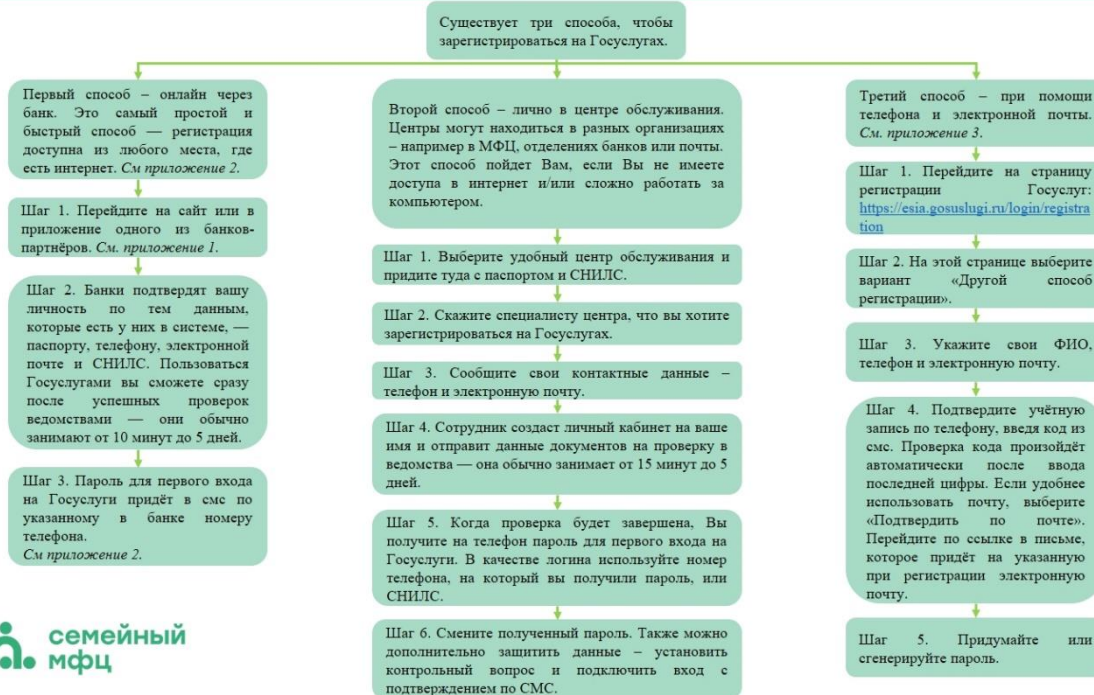 Существует три способа, чтобы
зарегистрироваться на Госуслугах.
Первый способ – онлайн через
банк. Это самый простой и
быстрый способ — регистрация
доступна из любого места, где
есть интернет. См приложение 2.
Шаг 1. Перейдите на сайт или в
приложение одного из банков-
партнёров. См. приложение 1.
Шаг 2. Банки подтвердят вашу
личность по тем данным,
которые есть у них в системе, —
паспорту, телефону, электронной
почте и СНИЛС. Пользоваться
Госуслугами вы сможете сразу
после успешных проверок
ведомствами — они обычно
занимают от 10 минут до 5 дней.
Шаг 3. Пароль для первого входа
на Госуслуги придёт в смс по
указанному в банке номеру
телефона.
См приложение 2.
Второй способ – лично в центре обслуживания.
Центры могут находиться в разных организациях
– например в МФЦ, отделениях банков или почты.
Этот способ пойдет Вам, если Вы не имеете
доступа в интернет и/или сложно работать за
компьютером.
Шаг 1. Выберите удобный центр обслуживания и
придите туда с паспортом и СНИЛС.
Шаг 2. Скажите специалисту центра, что вы хотите
зарегистрироваться на Госуслугах.
Шаг 3. Сообщите свои контактные данные –
телефон и электронную почту.
Шаг 4. Сотрудник создаст личный кабинет на ваше
имя и отправит данные документов на проверку в
ведомства — она обычно занимает от 15 минут до 5
дней.
Шаг 5. Когда проверка будет завершена, Вы
получите на телефон пароль для первого входа на
Госуслуги. В качестве логина используйте номер
телефона, на который вы получили пароль, или
СНИЛС.
Шаг 6. Смените полученный пароль. Также можно
дополнительно защитить данные – установить
контрольный вопрос и подключить вход с
подтверждением по СМС.
Третий способ – при помощи
телефона и электронной почты.
См. приложение 3.
Шаг 1. Перейдите на страницу
регистрации Госуслуг:
https://esia.gosuslugi.ru/login/registra
tion
Шаг 2. На этой странице выберите
вариант «Другой способ
регистрации».
Шаг 3. Укажите свои ФИО,
телефон и электронную почту.
Шаг 4. Подтвердите учётную
запись по телефону, введя код из
смс. Проверка кода произойдёт
автоматически после ввода
последней цифры. Если удобнее
использовать почту, выберите
«Подтвердить по почте».
Перейдите по ссылке в письме,
которое придёт на указанную
при регистрации электронную
почту.
Шаг 5. Придумайте или
сгенерируйте пароль.
семейный
мфц